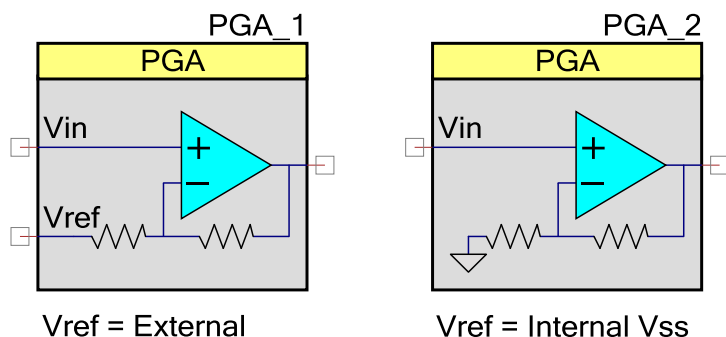 PGA_1
PGA
Vin
+
−
Vref
Vref = External
PGA_2
PGA
Vin
+
−
Vref = Internal Vss